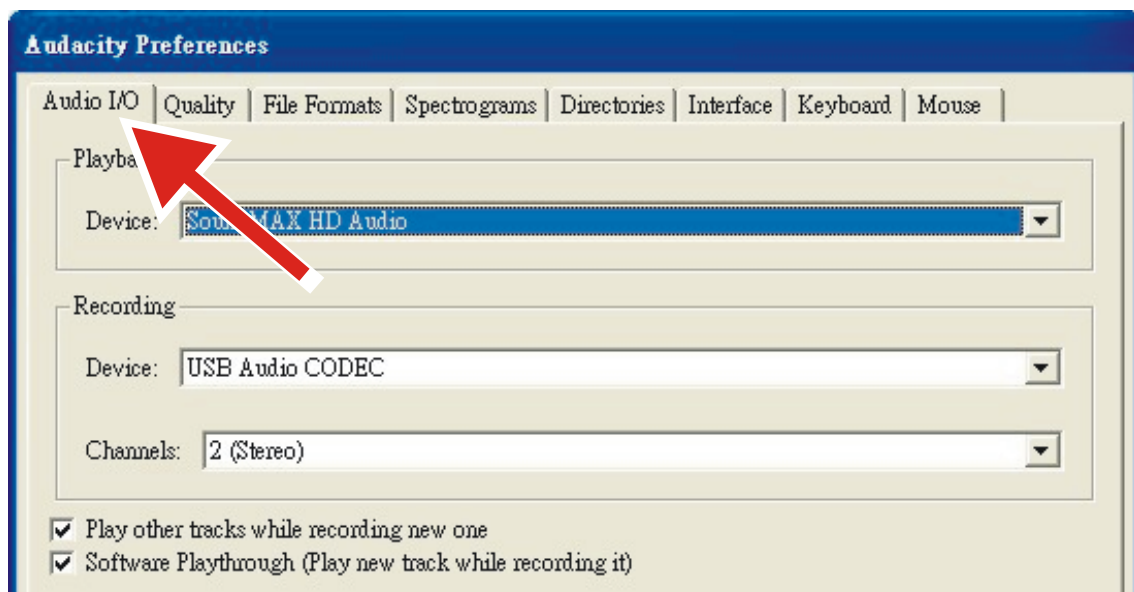 Audacity Preferences
Audio I/O Quality File Formats Spectrograms Directories Interface Keyboard Mouse
Device: MAX HD Audio
Recording
Device: USB Audio CODEC
Channels: 2 (Stereo)
Play other tracks while recording new one
Software Playthrough (Play new track while recording it)